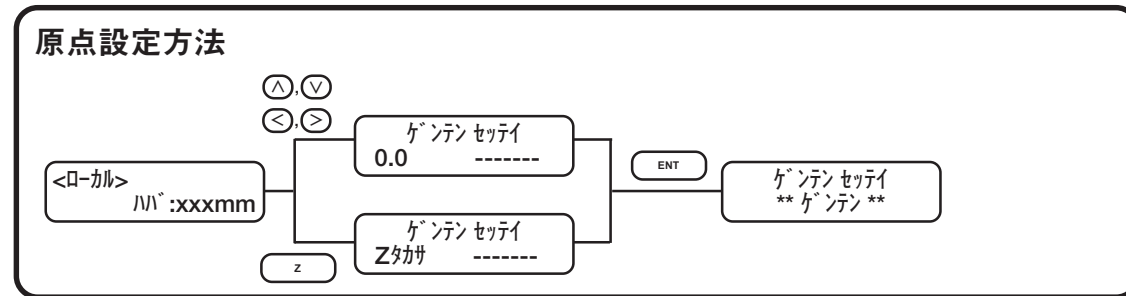 原点設定方法
∧,∨
<,>
<ローカル>
ﾊﾊﾞ:xxxmm
ｹﾞﾝﾃﾝ ｾｯﾃｲ
0.0 -------
Z
ｹﾞﾝﾃﾝ ｾｯﾃｲ
Zﾀｶｻ -------
ENT
ｹﾞﾝﾃﾝ ｾｯﾃｲ
** ｹﾞﾝﾃﾝ **